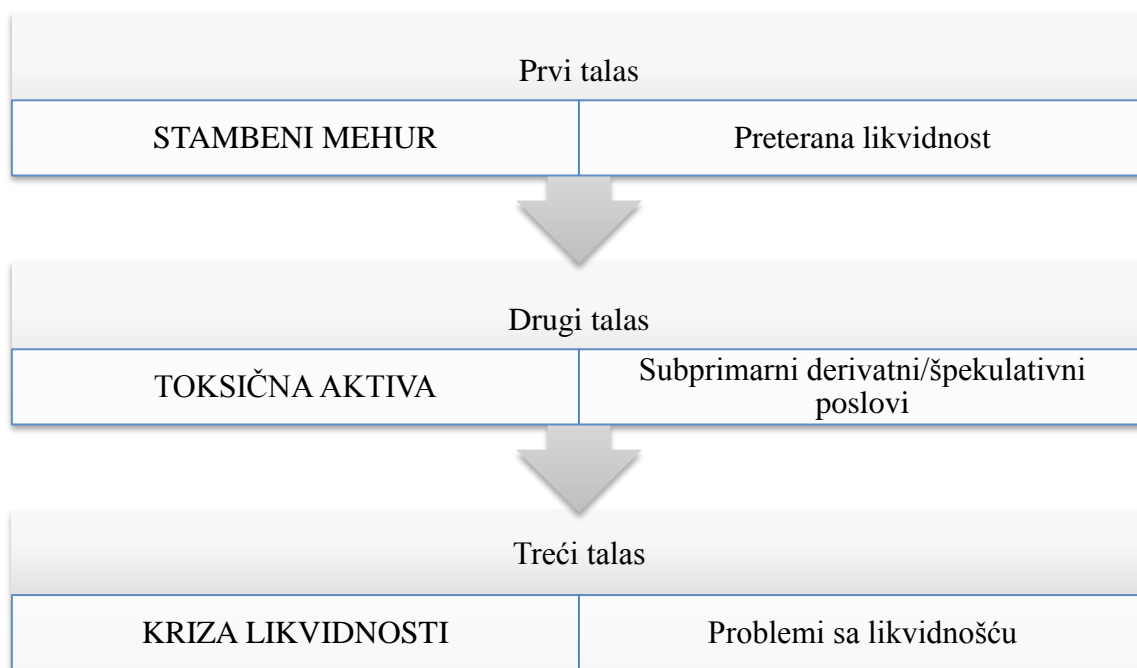 Prvi talas
STAMBENI MEHUR
Preterana likvidnost
Drugi talas
TOKSIČNA AKTIVA
Subprimarni derivatni/špekulativni
poslovi
Treći talas
KRIZA LIKVIDNOSTI
Problemi sa likvidnošću